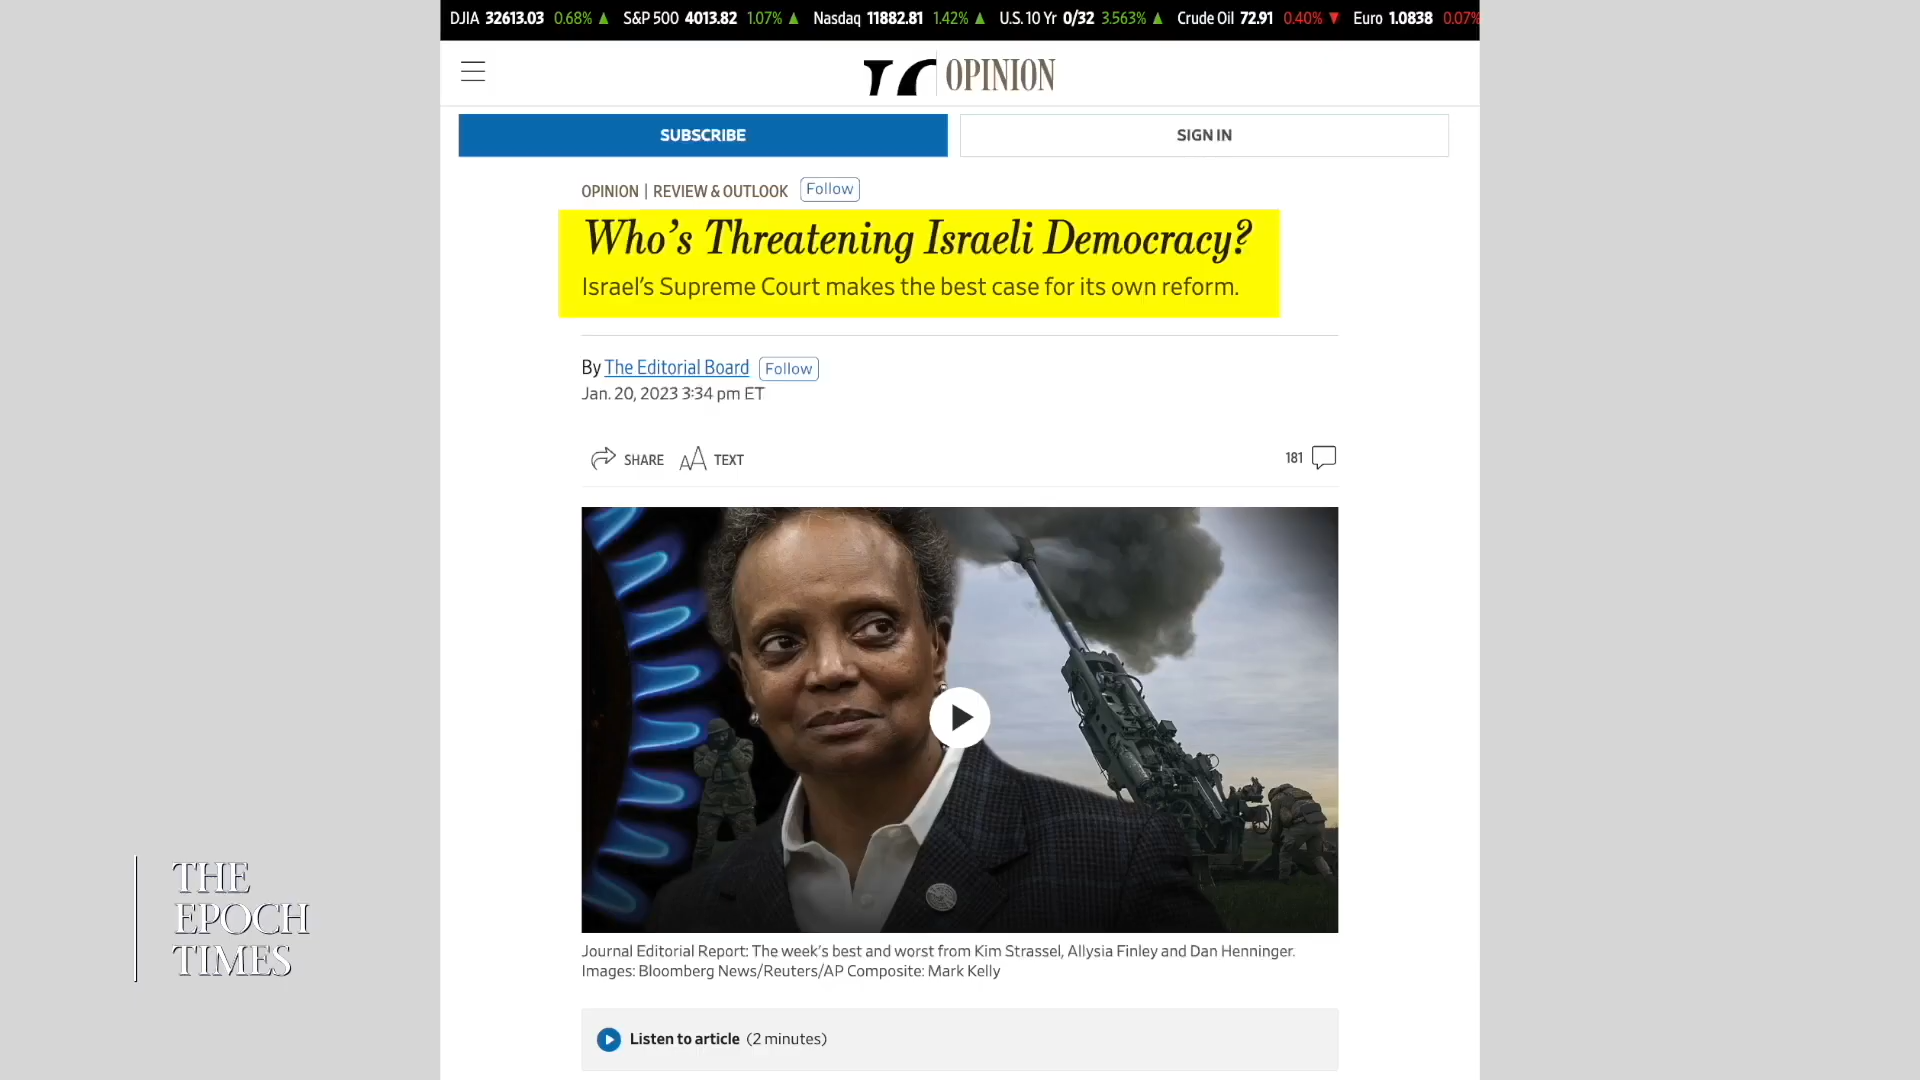 DJIA 32613.03 0.68% ▲ S&P 500 4013.82 1.07% ▲ Nasdaq 11882.81 1.42% ▲ U.S. 10 Yr 0/32 3.563% ▲ Crude Oil 72.91 0.40% ▼ Euro 1.0838 0.07%
OPINION
SUBSCRIBE SIGN IN
OPINION | REVIEW & OUTLOOK Follow
Who’s Threatening Israeli Democracy?
Israel’s Supreme Court makes the best case for its own reform.
By The Editorial Board Follow
Jan. 20, 2023 3:34 pm ET
SHARE AA TEXT 181
Journal Editorial Report: The week’s best and worst from Kim Strassel, Allysia Finley and Dan Henninger.
Images: Bloomberg News/Reuters/AP Composite: Mark Kelly
Listen to article (2 minutes)
THE
EPOCH
TIMES